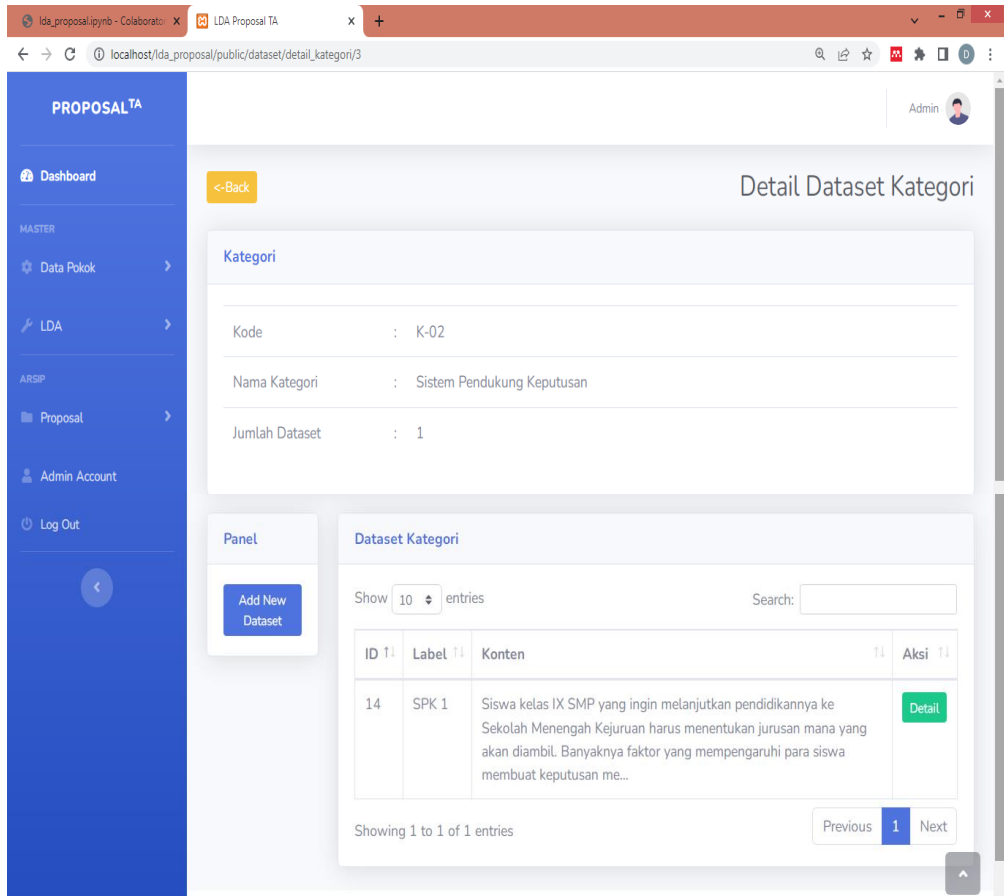 lda_proposal.ipynb - Colaborator
LDA Proposal TA
localhost/lda_proposal/public/dataset/detail_kategori/3
D
PROPOSAL TA
Admin
Dashboard
<-Back
Detail Dataset Kategori
MASTER
Data Pokok
LDA
ARSIP
Proposal
Admin Account
Log Out
Kategori
Kode : K-02
Nama Kategori : Sistem Pendukung Keputusan
Jumlah Dataset : 1
Panel
Add New
Dataset
Dataset Kategori
Show 10 entries
Search:
ID Label Konten Aksi
14 SPK 1 Siswa kelas IX SMP yang ingin melanjutkan pendidikannya ke Detail
Sekolah Menengah Kejuruan harus menentukan jurusan mana yang
akan diambil. Banyaknya faktor yang mempengaruhi para siswa
membuat keputusan me...
Showing 1 to 1 of 1 entries
Previous 1 Next